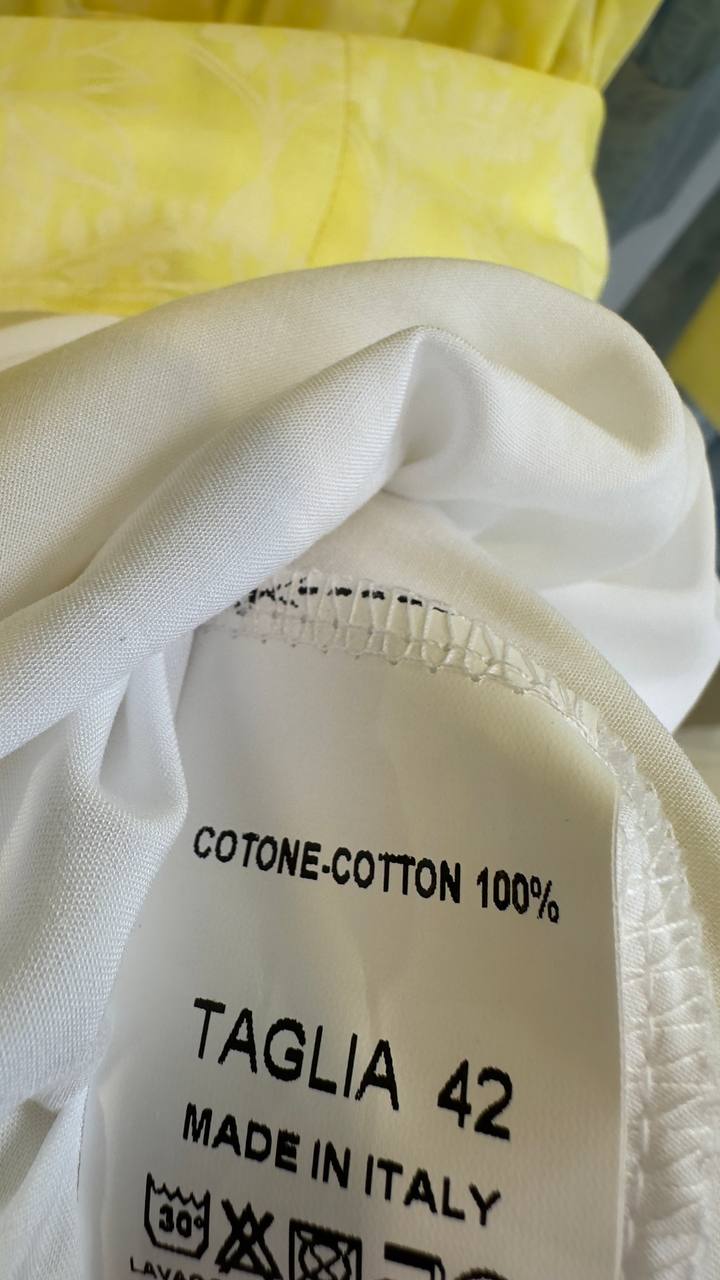 COTONE-COTTON 100%
TAGLIA 42
MADE IN ITALY
30°